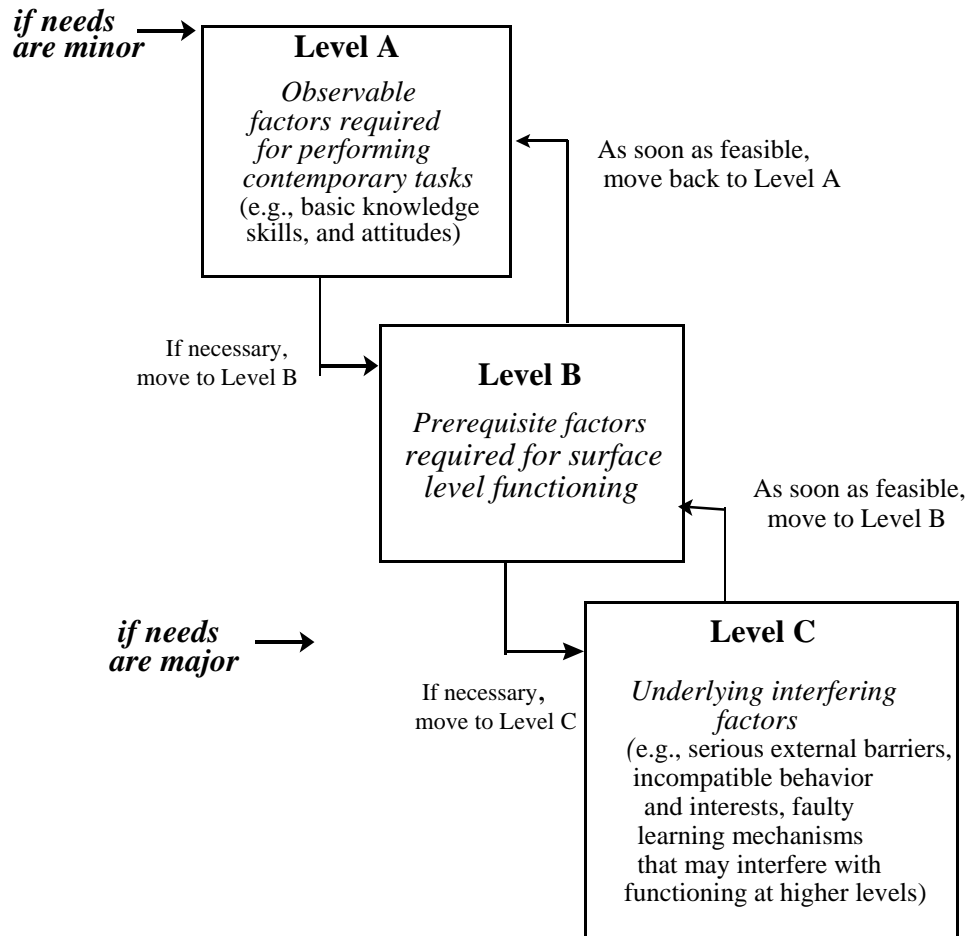 if needs
are minor
Level A
Observable
factors required
for performing
contemporary tasks
(e.g., basic knowledge
skills, and attitudes)
As soon as feasible,
move back to Level A
If necessary,
move to Level B
Level B
Prerequisite factors
required for surface
level functioning
As soon as feasible,
move to Level B
if needs
are major
If necessary,
move to Level C
Level C
Underlying interfering
factors
(e.g., serious external barriers,
incompatible behavior
and interests, faulty
learning mechanisms
that may interfere with
functioning at higher levels)